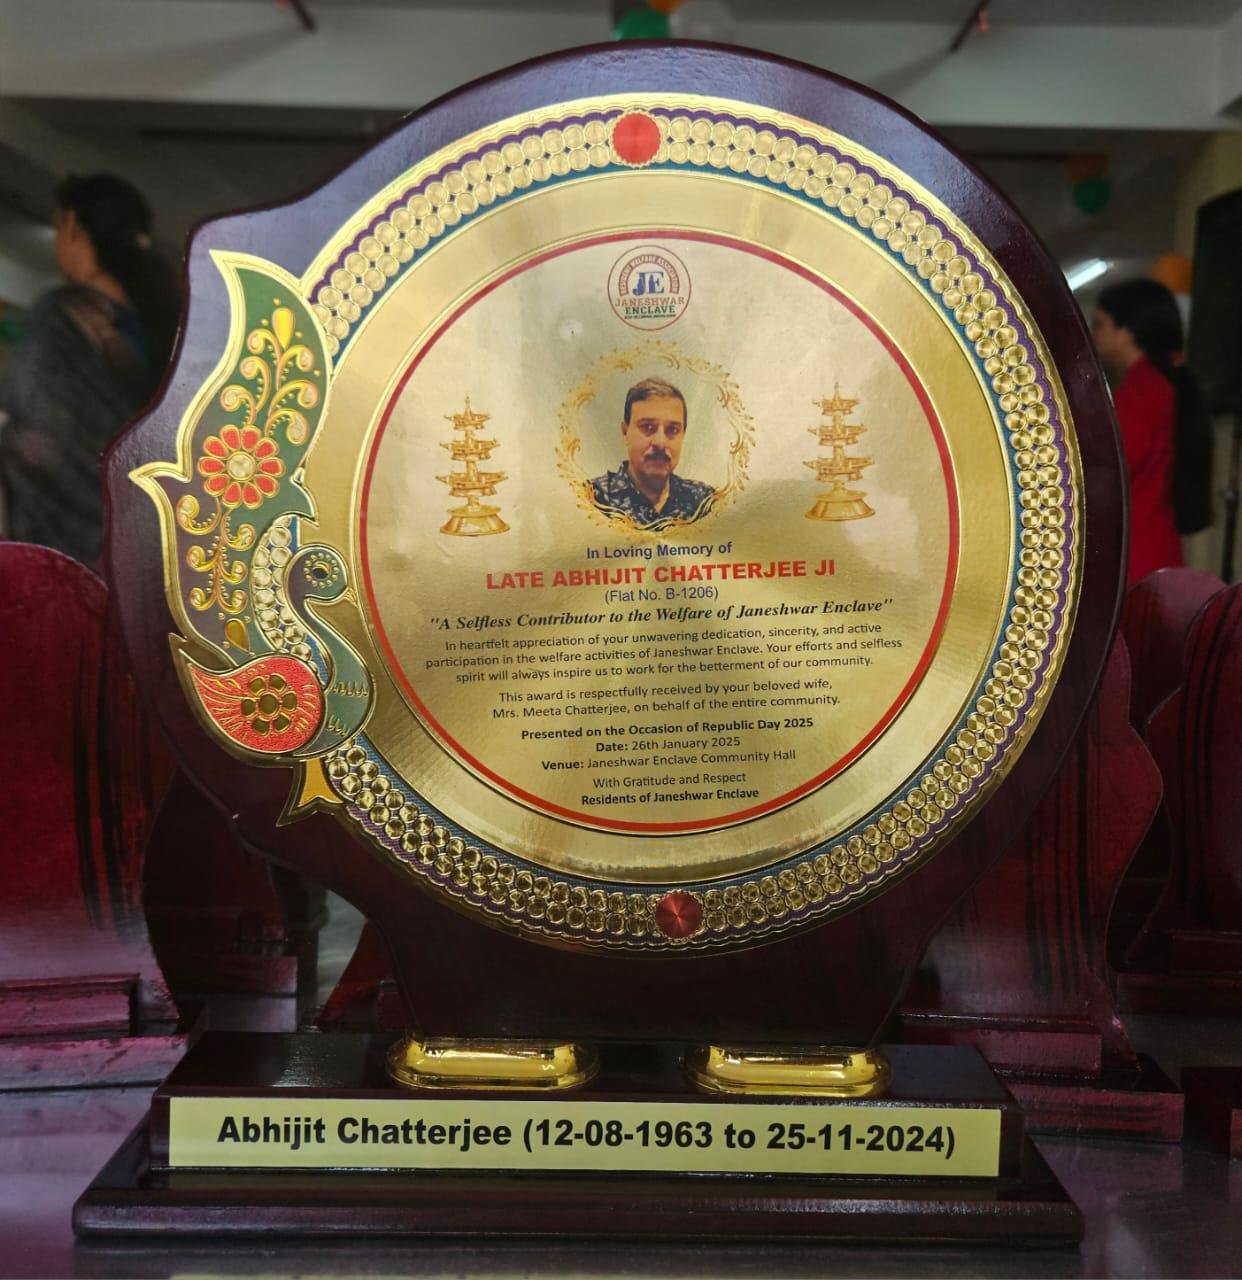 RESIDENT WELFARE ASSOCIATION
JE
JANESHWAR
ENCLAVE
In Loving Memory of
LATE ABHIJIT CHATTERJEE JI
(Flat No. B-1206)
"A Selfless Contributor to the Welfare of Janeshwar Enclave"
In heartfelt appreciation of your unwavering dedication, sincerity, and active
participation in the welfare activities of Janeshwar Enclave. Your efforts and selfless
spirit will always inspire us to work for the betterment of our community.
This award is respectfully received by your beloved wife,
Mrs. Meeta Chatterjee, on behalf of the entire community.
Presented on the Occasion of Republic Day 2025
Date: 26th January 2025
Venue: Janeshwar Enclave Community Hall
With Gratitude and Respect
Residents of Janeshwar Enclave
Abhijit Chatterjee (12-08-1963 to 25-11-2024)